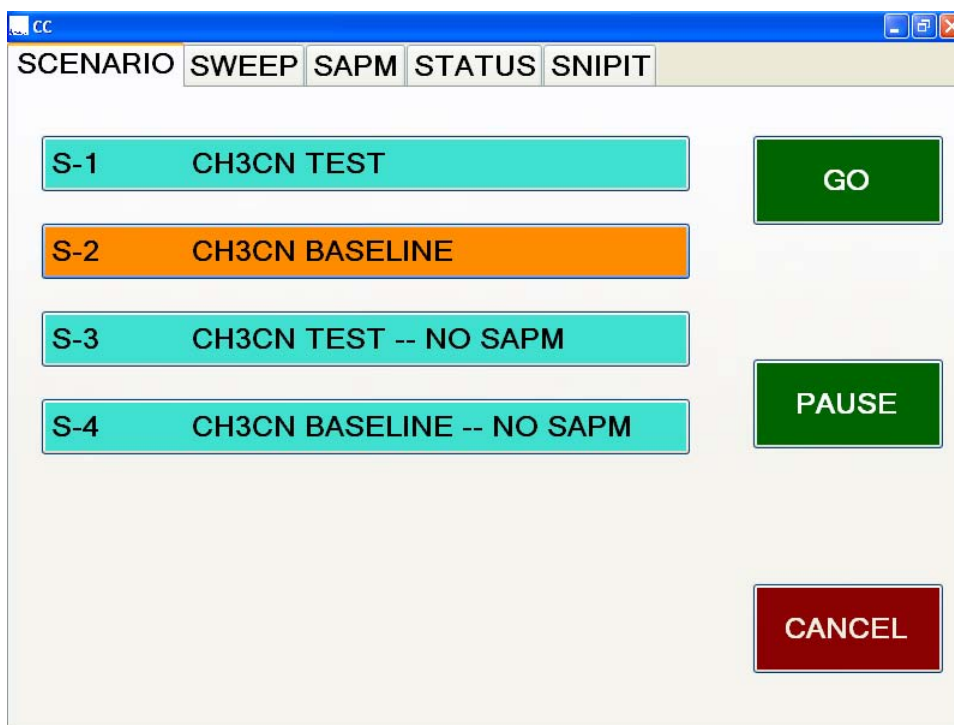 CC
SCENARIO SWEEP SAPM STATUS SNIPIT
S-1 CH3CN TEST
GO
S-2 CH3CN BASELINE
S-3 CH3CN TEST -- NO SAPM
PAUSE
S-4 CH3CN BASELINE -- NO SAPM
CANCEL